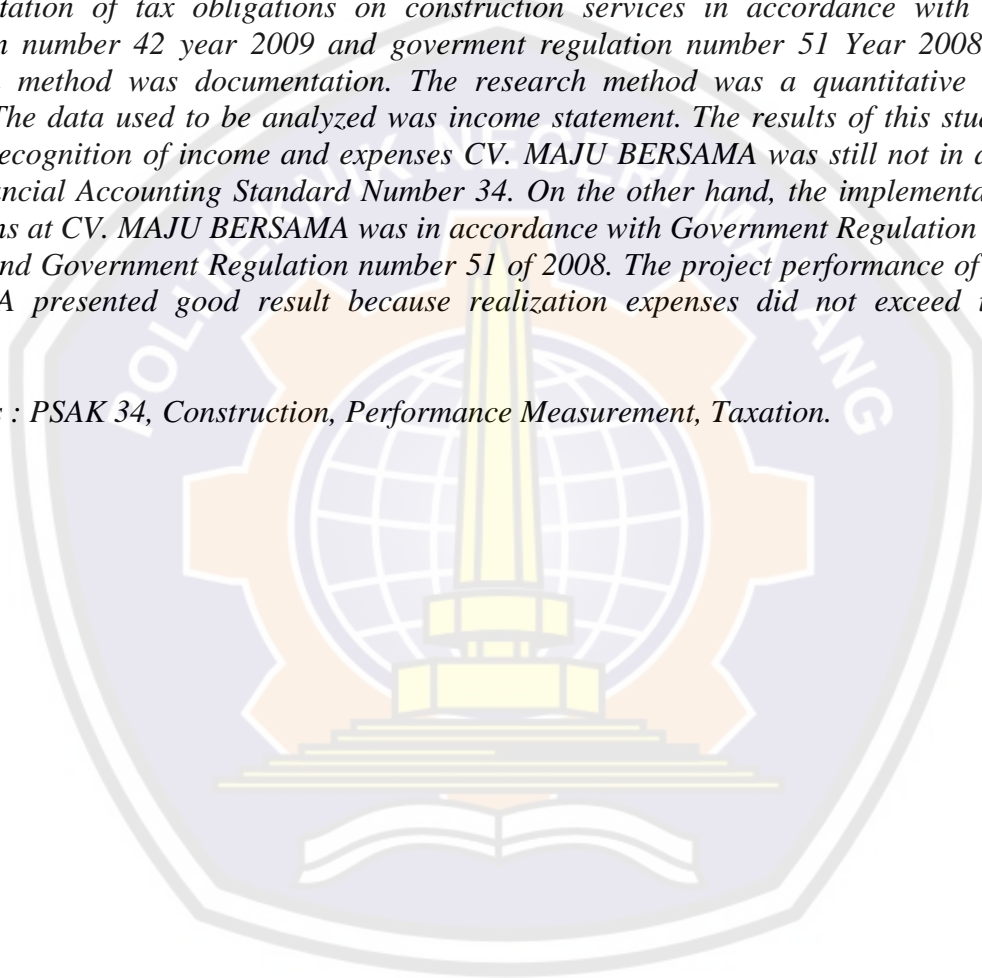 tation of tax obligations on construction services in accordance with
n number 42 year 2009 and goverment regulation number 51 Year 2008
method was documentation. The research method was a quantitative
The data used to be analyzed was income statement. The results of this stu
ecognition of income and expenses CV. MAJU BERSAMA was still not in
ancial Accounting Standard Number 34. On the other hand, the implementa
ns at CV. MAJU BERSAMA was in accordance with Government Regulation
nd Government Regulation number 51 of 2008. The project performance of
A presented good result because realization expenses did not exceed
: PSAK 34, Construction, Performance Measurement, Taxation.
POLITEKNIK NEGERI MALANG